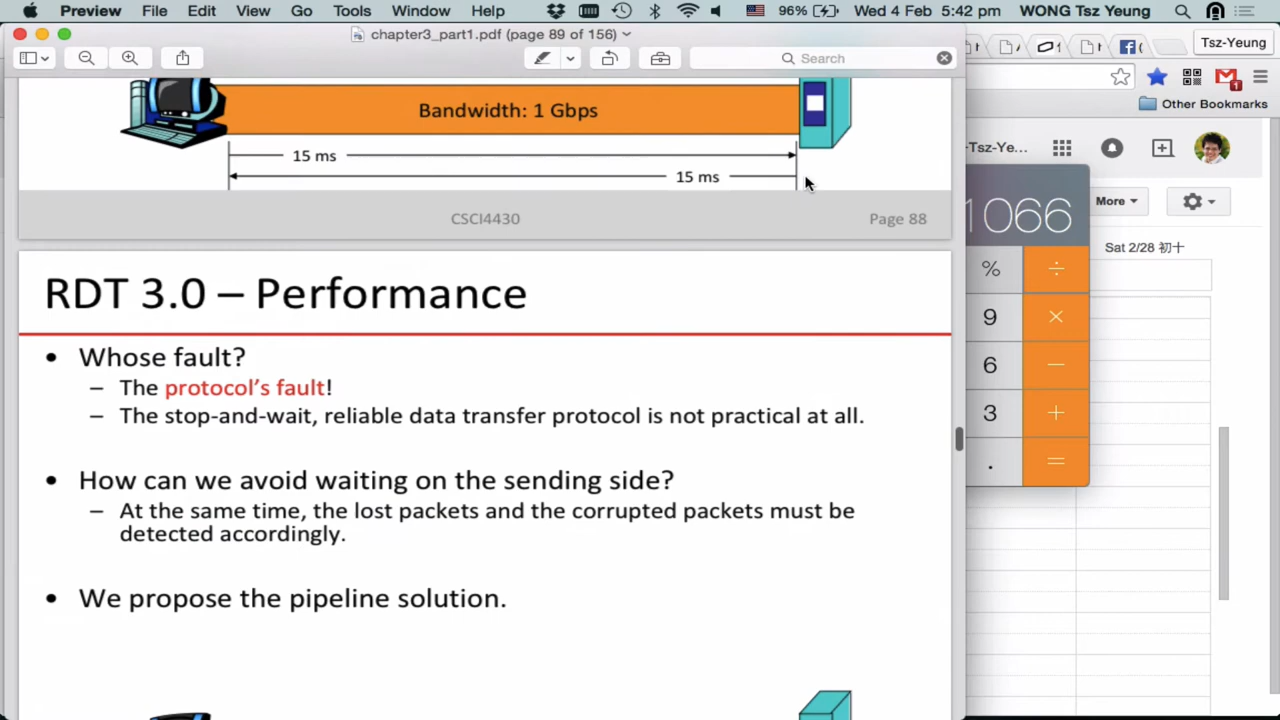 Preview File Edit View Go Tools Window Help 96% Wed 4 Feb 5:42 pm WONG Tsz Yeung
chapter3_part1.pdf (page 89 of 156)
Tsz-Yeung
Search
Other Bookmarks
1
Bandwidth: 1 Gbps
15 ms
15 ms
-Tsz-Ye...
CSCI4430 Page 88
1066
More
Sat 2/28 初十
% ÷
9 ×
6 −
3 +
. =
RDT 3.0 – Performance
• Whose fault?
– The protocol's fault!
– The stop-and-wait, reliable data transfer protocol is not practical at all.
• How can we avoid waiting on the sending side?
– At the same time, the lost packets and the corrupted packets must be
detected accordingly.
• We propose the pipeline solution.